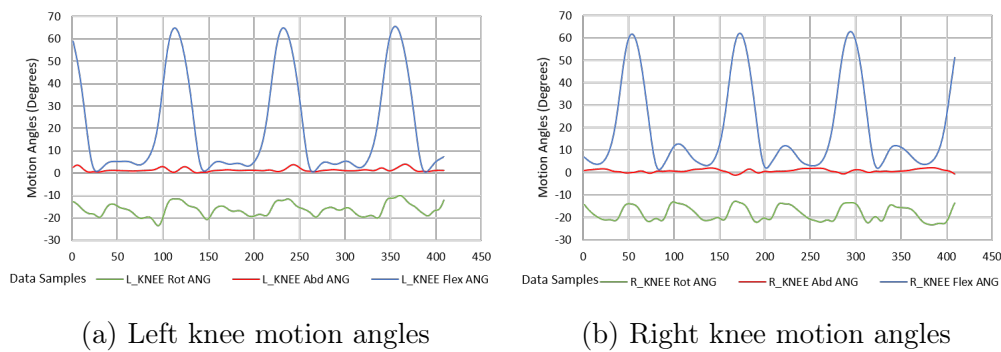 Motion Angles (Degrees)
70
60
50
40
30
20
10
0
-10
-20
-30
0 50 100 150 200 250 300 350 400 450
Data Samples L_KNEE Rot ANG L_KNEE Abd ANG L_KNEE Flex ANG
(a) Left knee motion angles
Motion Angles (Degrees)
70
60
50
40
30
20
10
0
-10
-20
-30
0 50 100 150 200 250 300 350 400 450
Data Samples R_KNEE Rot ANG R_KNEE Abd ANG R_KNEE Flex ANG
(b) Right knee motion angles